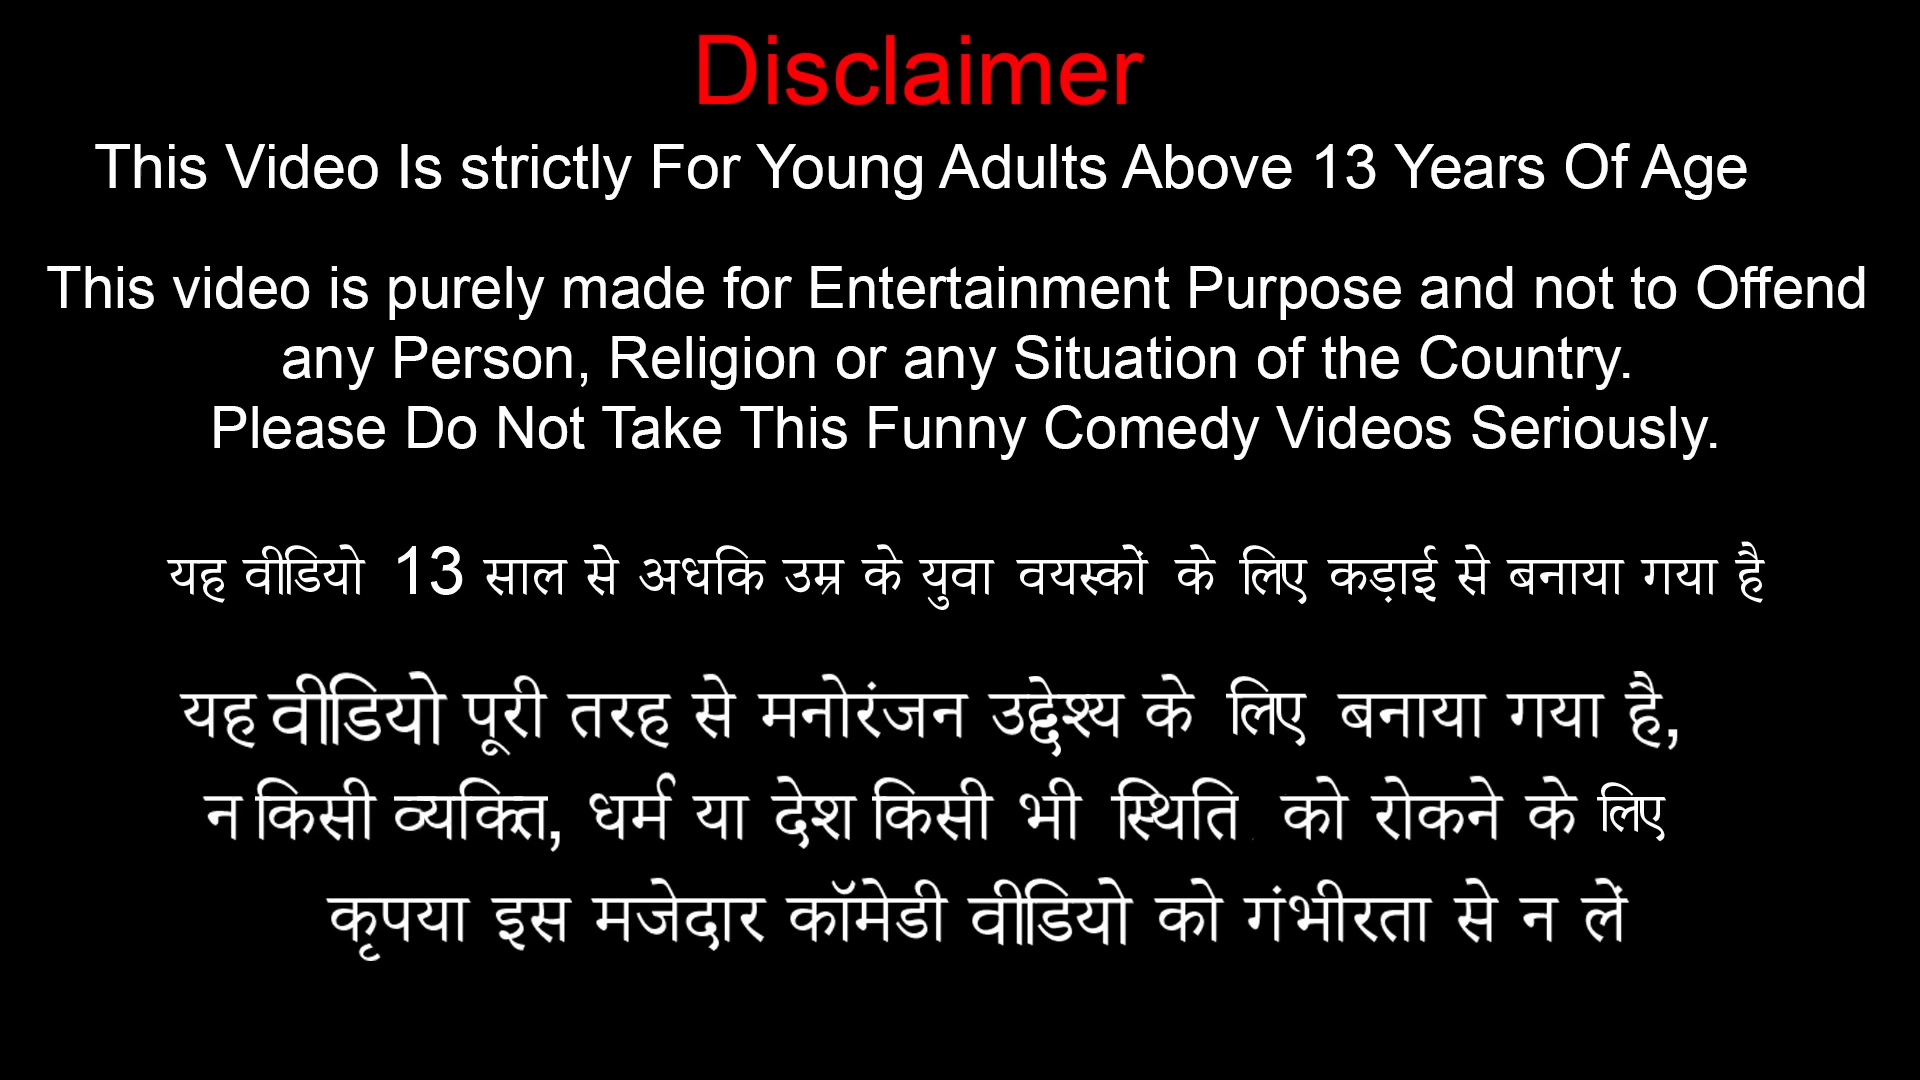 Disclaimer
This Video Is strictly For Young Adults Above 13 Years Of Age
This video is purely made for Entertainment Purpose and not to Offend
any Person, Religion or any Situation of the Country.
Please Do Not Take This Funny Comedy Videos Seriously.
यह वीडियो 13 साल से अधकि उम्र के युवा वयस्कों के लिए कड़ाई से बनाया गया है
यह वीडियो पूरी तरह से मनोरंजन उद्देश्य के लिए बनाया गया है,
न किसी व्यक्ति, धर्म या देश किसी भी स्थिति को रोकने के लिए
कृपया इस मजेदार कॉमेडी वीडियो को गंभीरता से न लें